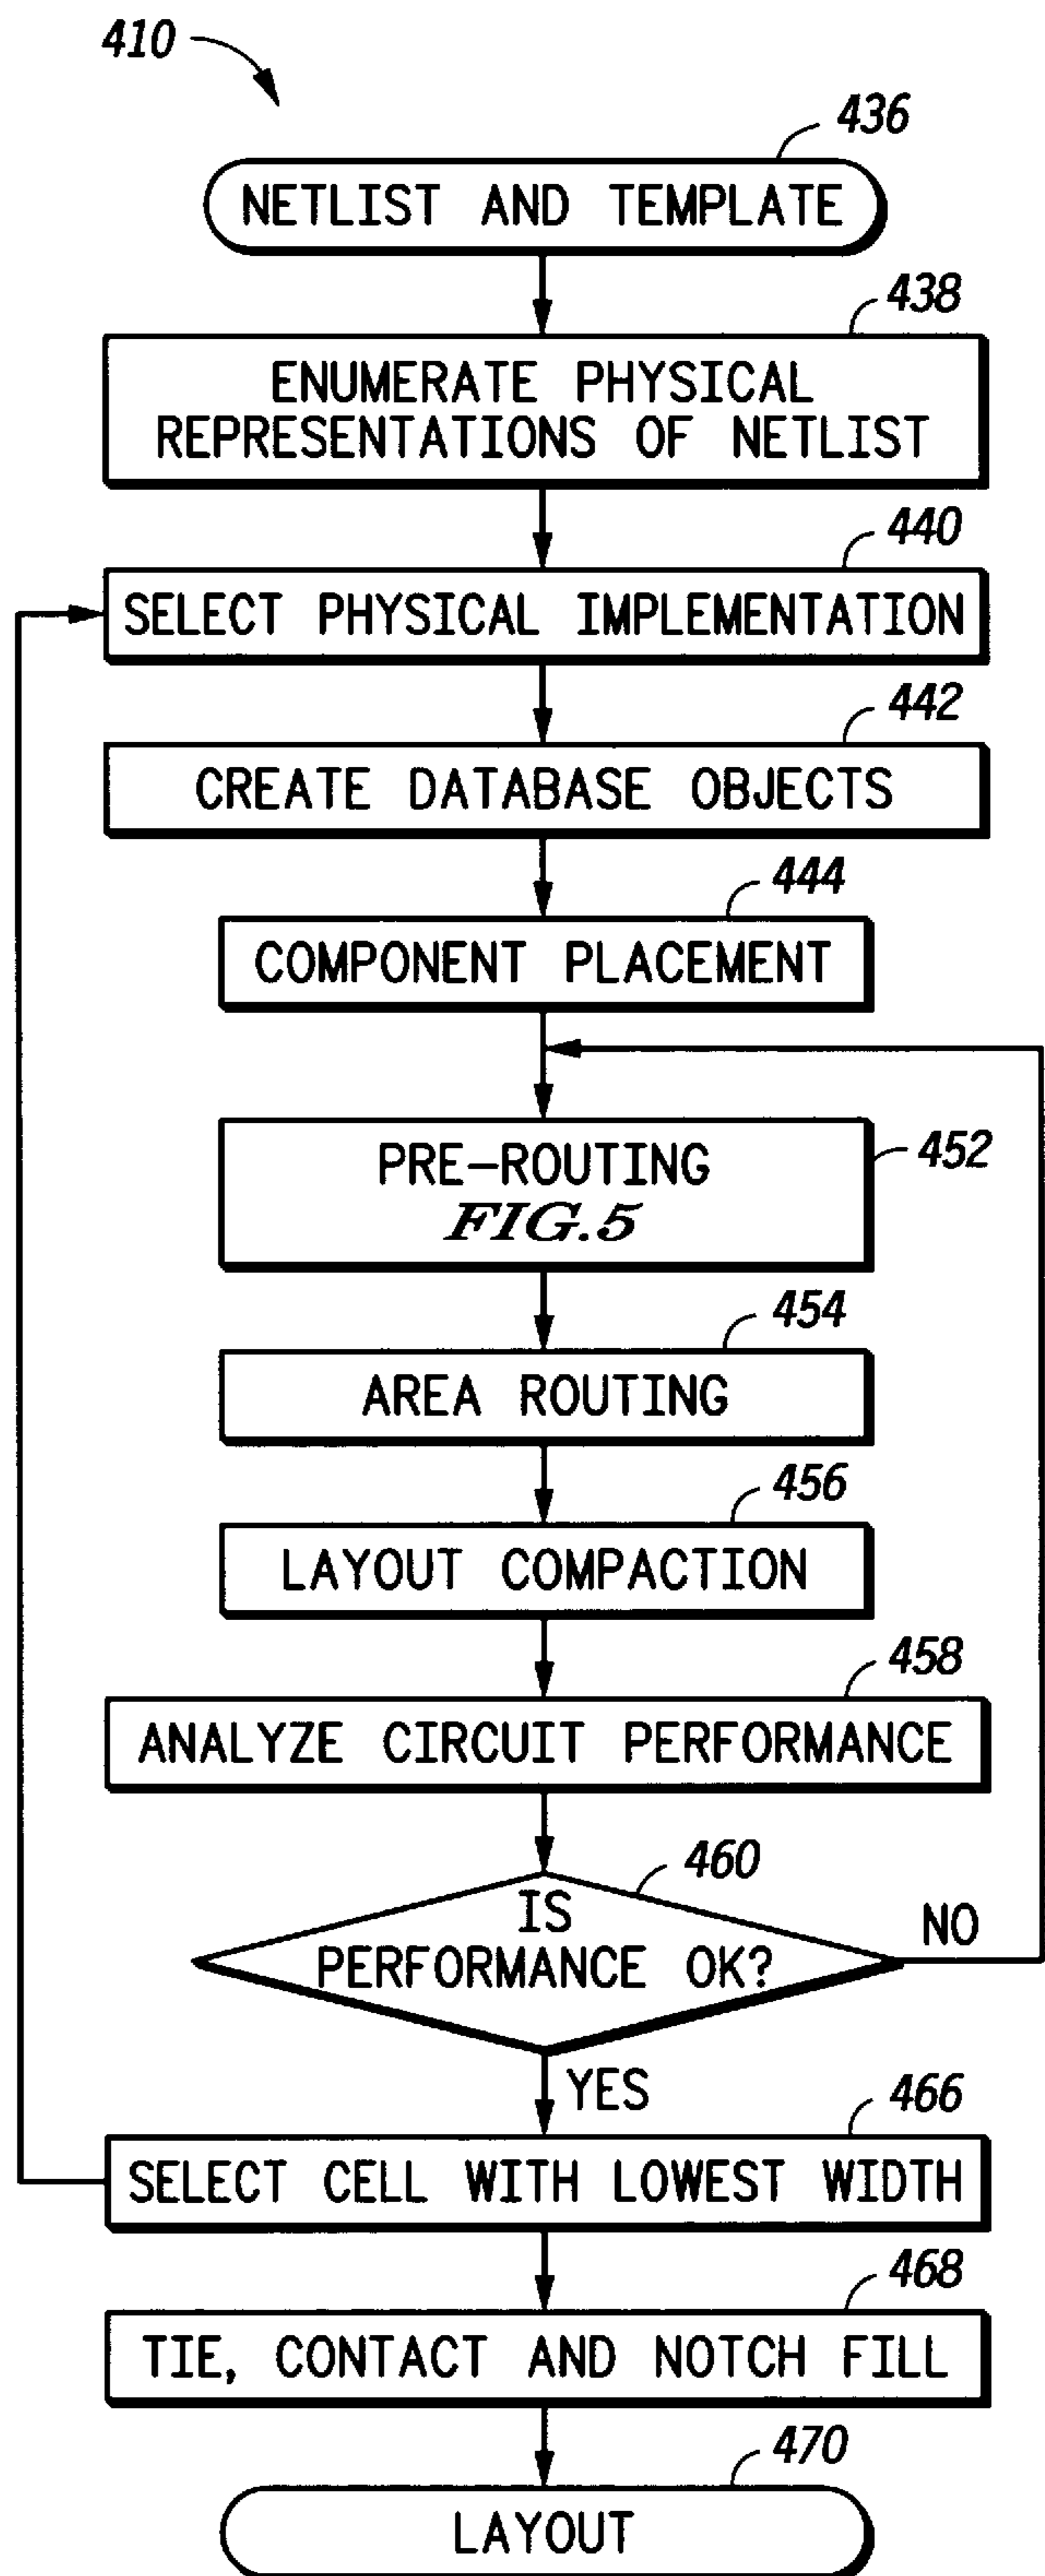 410
436
NETLIST AND TEMPLATE
438
ENUMERATE PHYSICAL
REPRESENTATIONS OF NETLIST
440
SELECT PHYSICAL IMPLEMENTATION
442
CREATE DATABASE OBJECTS
444
COMPONENT PLACEMENT
PRE-ROUTING
FIG.5
452
454
AREA ROUTING
456
LAYOUT COMPACTION
458
ANALYZE CIRCUIT PERFORMANCE
460
IS
PERFORMANCE OK?
NO
YES
466
SELECT CELL WITH LOWEST WIDTH
468
TIE, CONTACT AND NOTCH FILL
470
LAYOUT